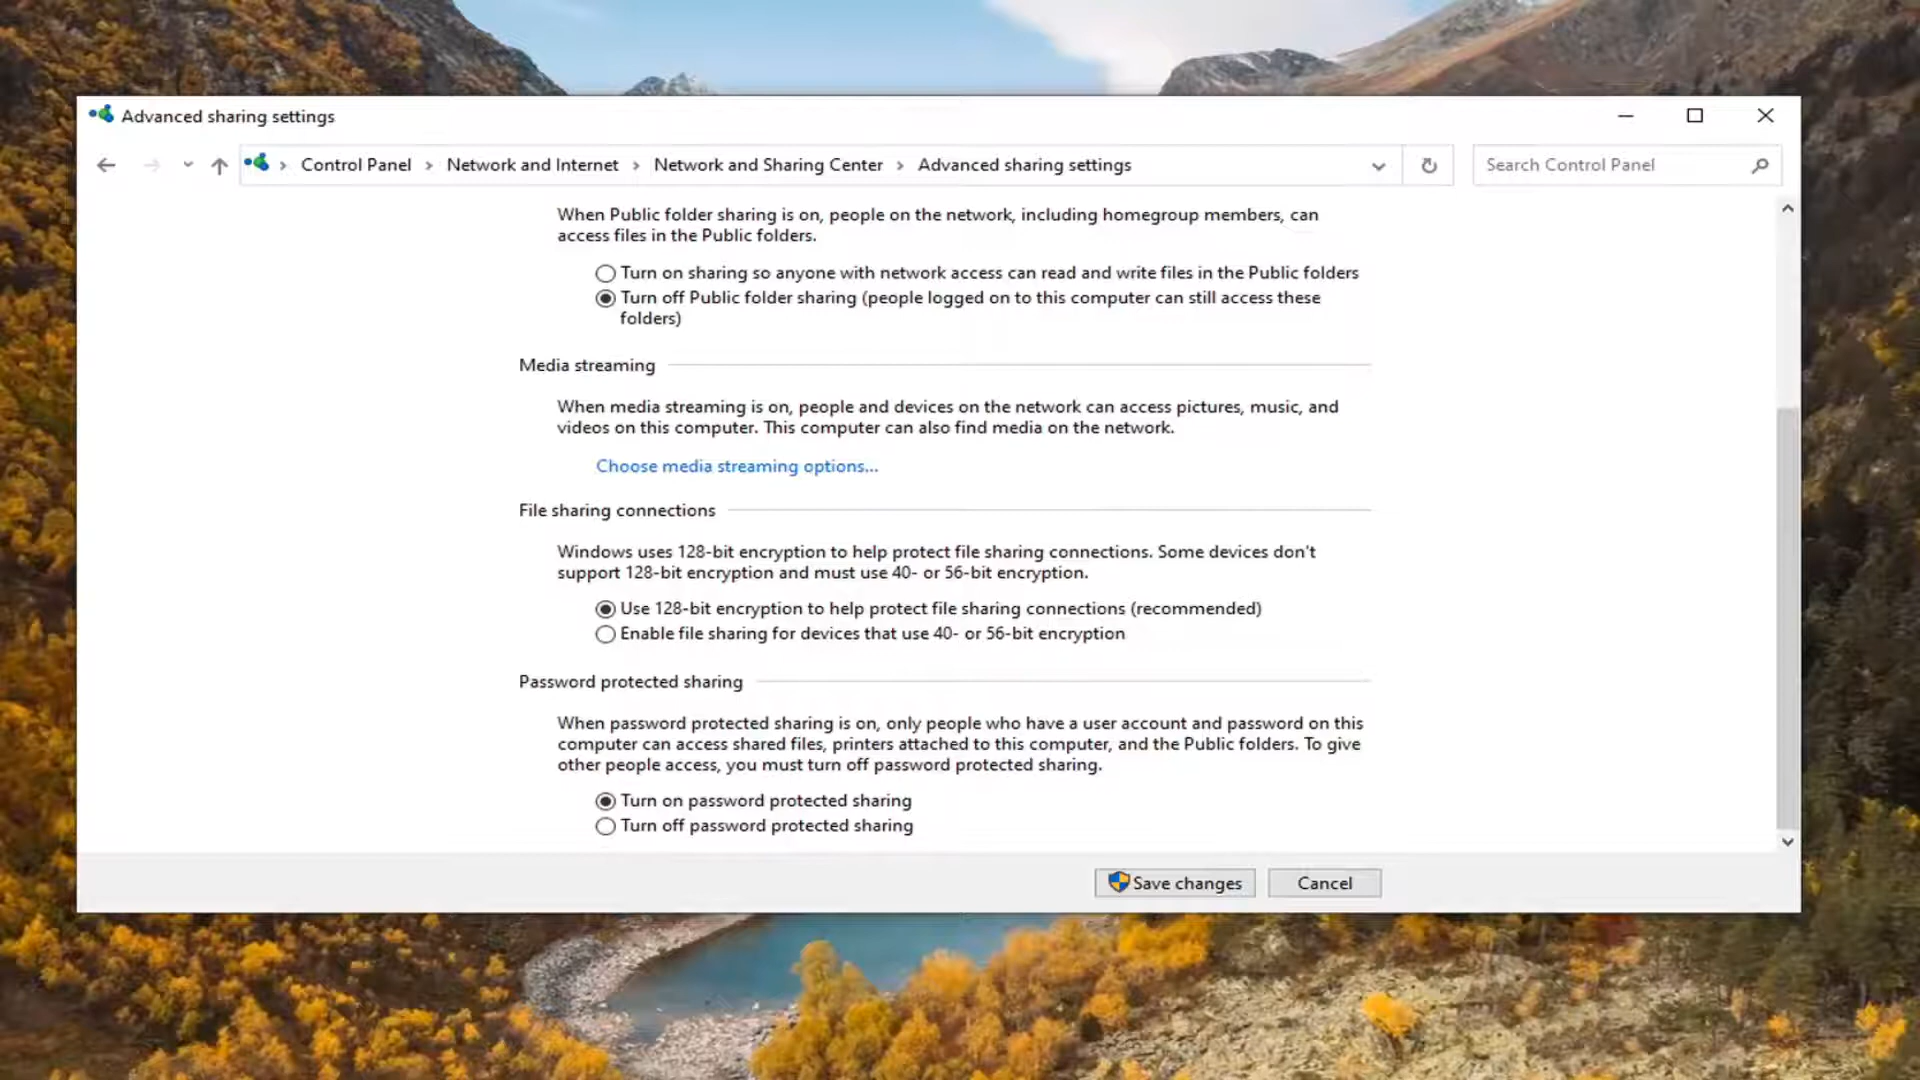 Advanced sharing settings
Control Panel > Network and Internet > Network and Sharing Center > Advanced sharing settings
Search Control Panel
When Public folder sharing is on, people on the network, including homegroup members, can
access files in the Public folders.
Turn on sharing so anyone with network access can read and write files in the Public folders
Turn off Public folder sharing (people logged on to this computer can still access these
folders)
Media streaming
When media streaming is on, people and devices on the network can access pictures, music, and
videos on this computer. This computer can also find media on the network.
Choose media streaming options...
File sharing connections
Windows uses 128-bit encryption to help protect file sharing connections. Some devices don't
support 128-bit encryption and must use 40- or 56-bit encryption.
Use 128-bit encryption to help protect file sharing connections (recommended)
Enable file sharing for devices that use 40- or 56-bit encryption
Password protected sharing
When password protected sharing is on, only people who have a user account and password on this
computer can access shared files, printers attached to this computer, and the Public folders. To give
other people access, you must turn off password protected sharing.
Turn on password protected sharing
Turn off password protected sharing
Save changes
Cancel